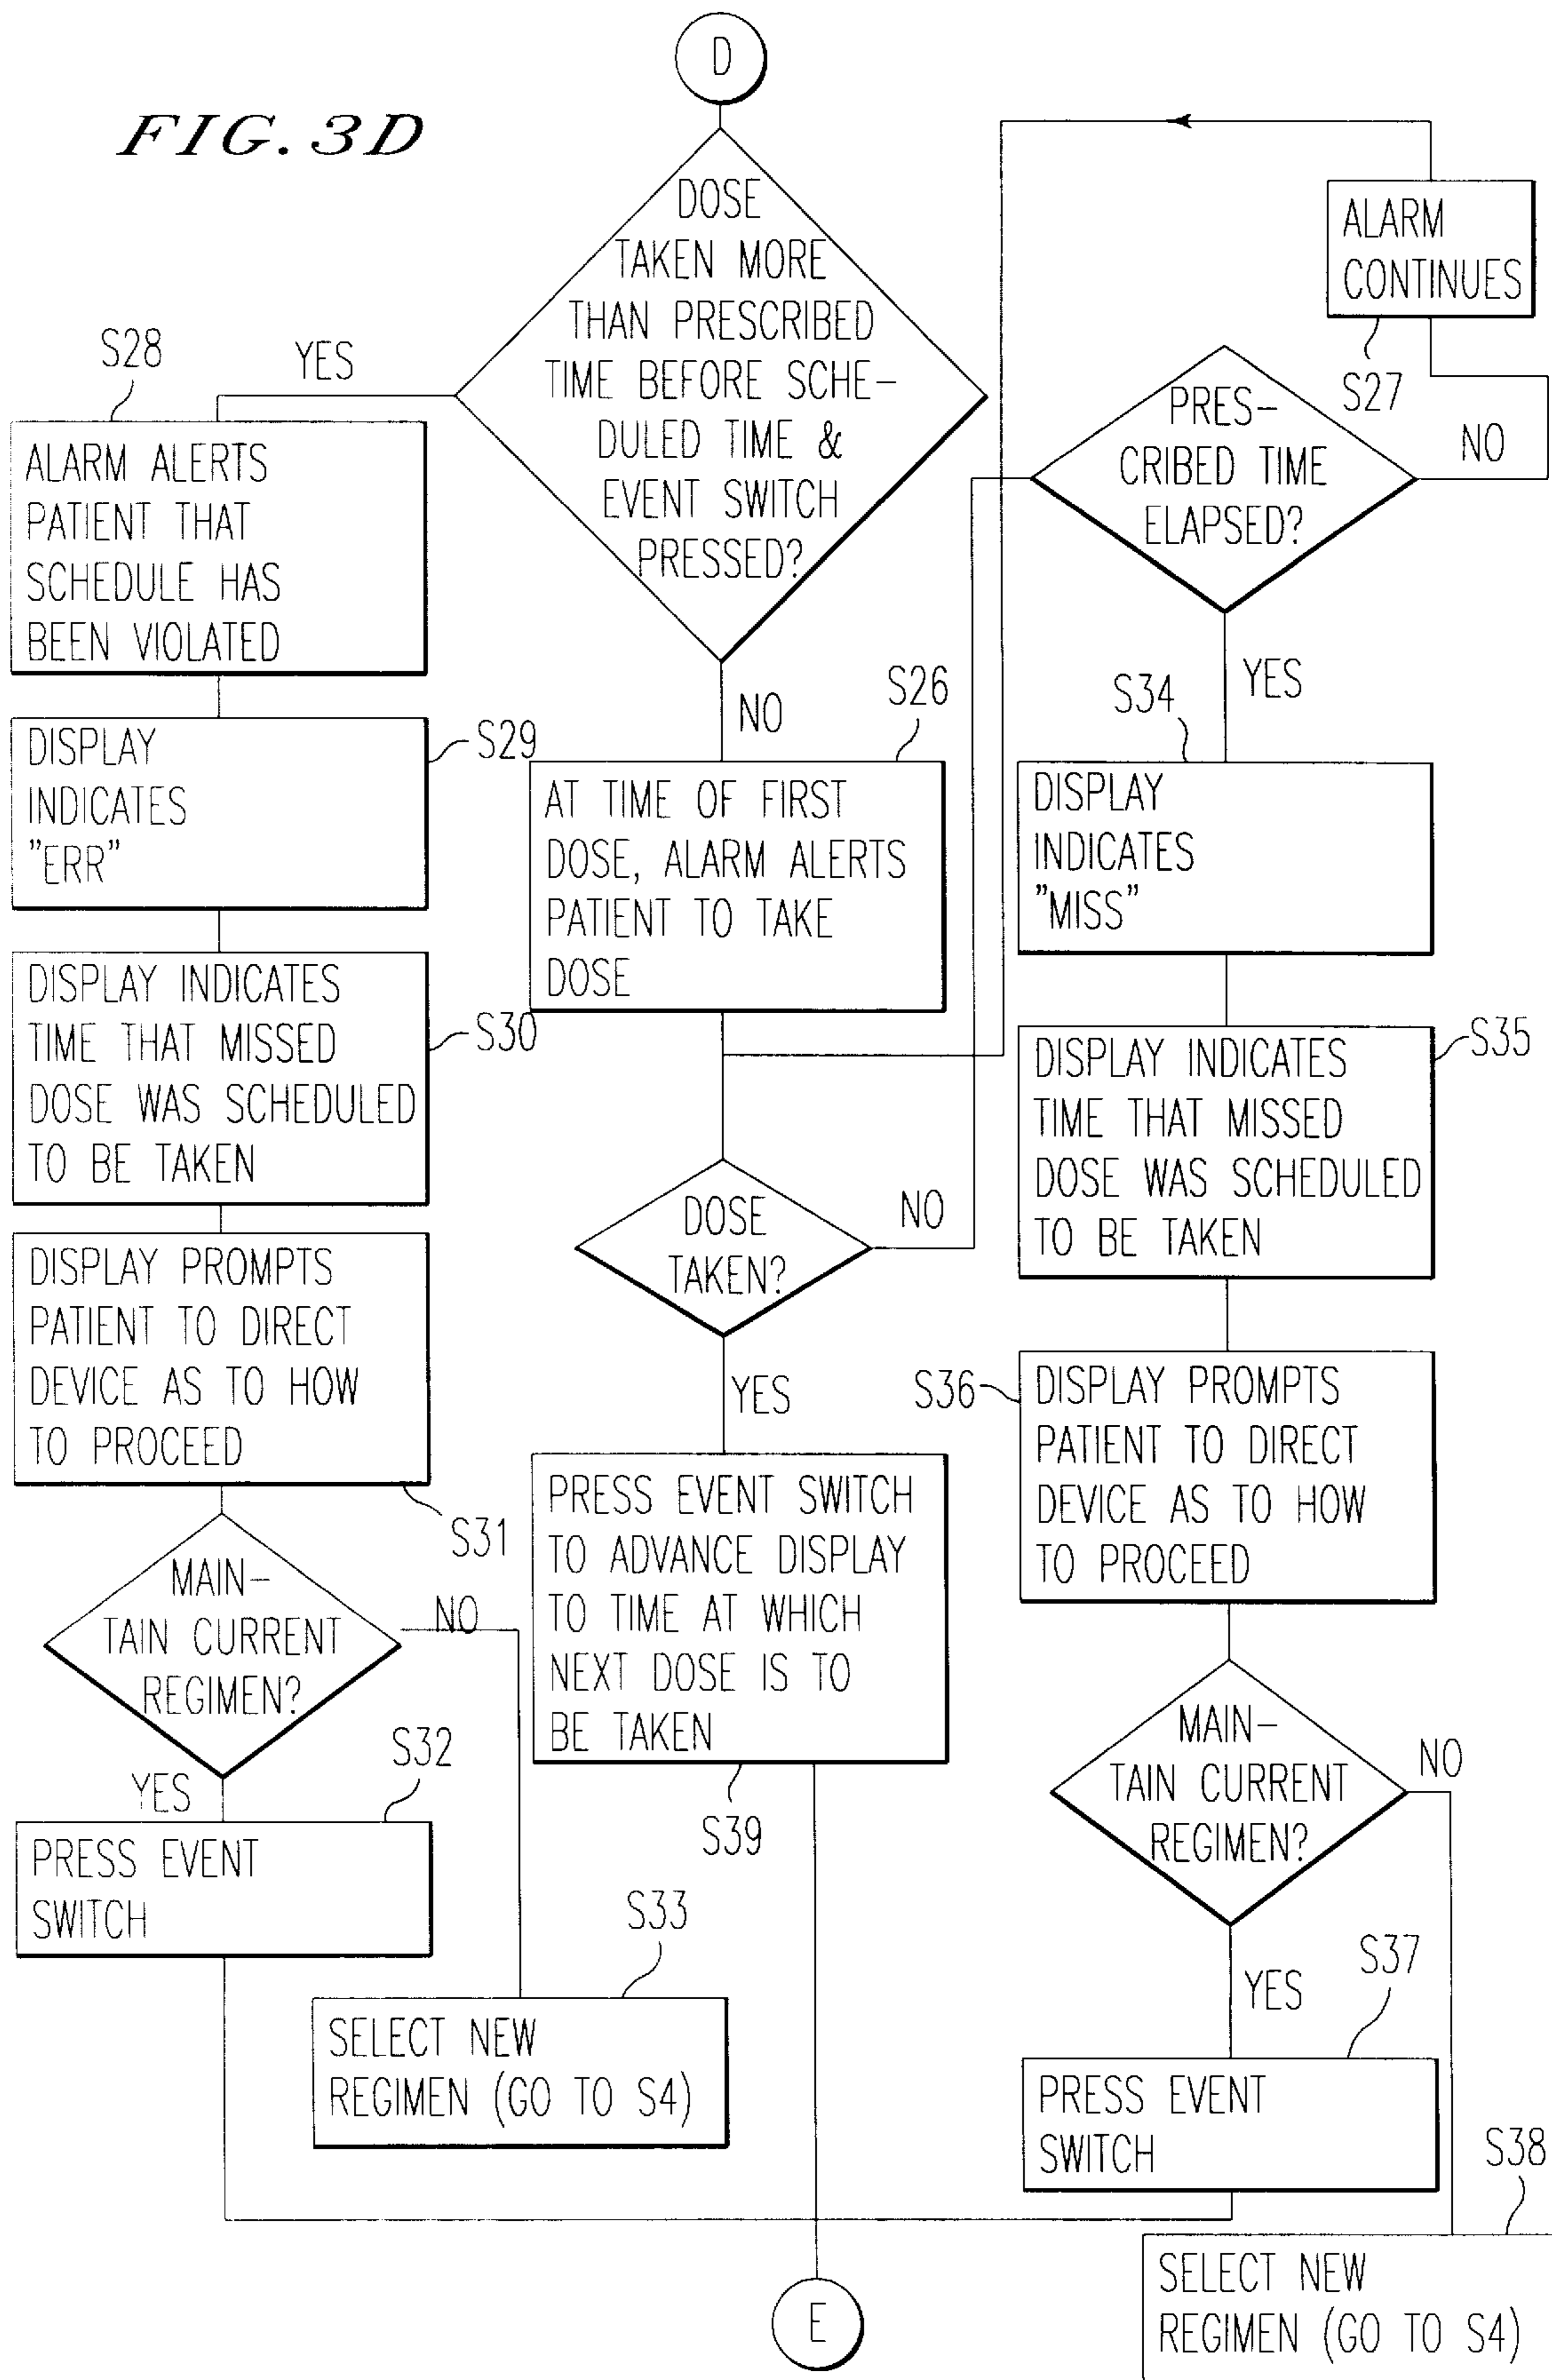 D
FIG. 3D
DOSE
TAKEN MORE
THAN PRESCRIBED
TIME BEFORE SCHE-
DULED TIME &
EVENT SWITCH
PRESSED?
YES
S28
ALARM ALERTS
PATIENT THAT
SCHEDULE HAS
BEEN VIOLATED
DISPLAY
INDICATES
"ERR"
S29
DISPLAY INDICATES
TIME THAT MISSED
DOSE WAS SCHEDULED
TO BE TAKEN
S30
DISPLAY PROMPTS
PATIENT TO DIRECT
DEVICE AS TO HOW
TO PROCEED
S31
MAIN-
TAIN CURRENT
REGIMEN?
NO
YES
S32
PRESS EVENT
SWITCH
S33
SELECT NEW
REGIMEN (GO TO S4)
NO
S26
AT TIME OF FIRST
DOSE, ALARM ALERTS
PATIENT TO TAKE
DOSE
DOSE
TAKEN?
NO
YES
PRESS EVENT SWITCH
TO ADVANCE DISPLAY
TO TIME AT WHICH
NEXT DOSE IS TO
BE TAKEN
S39
ALARM
CONTINUES
S27
PRES-
CRIBED TIME
ELAPSED?
NO
YES
S34
DISPLAY
INDICATES
"MISS"
DISPLAY INDICATES
TIME THAT MISSED
DOSE WAS SCHEDULED
TO BE TAKEN
S35
S36
DISPLAY PROMPTS
PATIENT TO DIRECT
DEVICE AS TO HOW
TO PROCEED
MAIN-
TAIN CURRENT
REGIMEN?
NO
YES
S37
PRESS EVENT
SWITCH
S38
SELECT NEW
REGIMEN (GO TO S4)
E